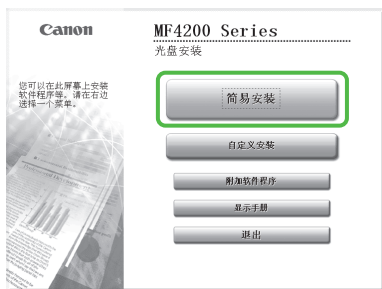 Canon
MF4200 Series
光盘安装
您可以在此屏幕上安装
软件程序等。请在右边
选择一个菜单。
简易安装
自定义安装
附加软件程序
显示手册
退出